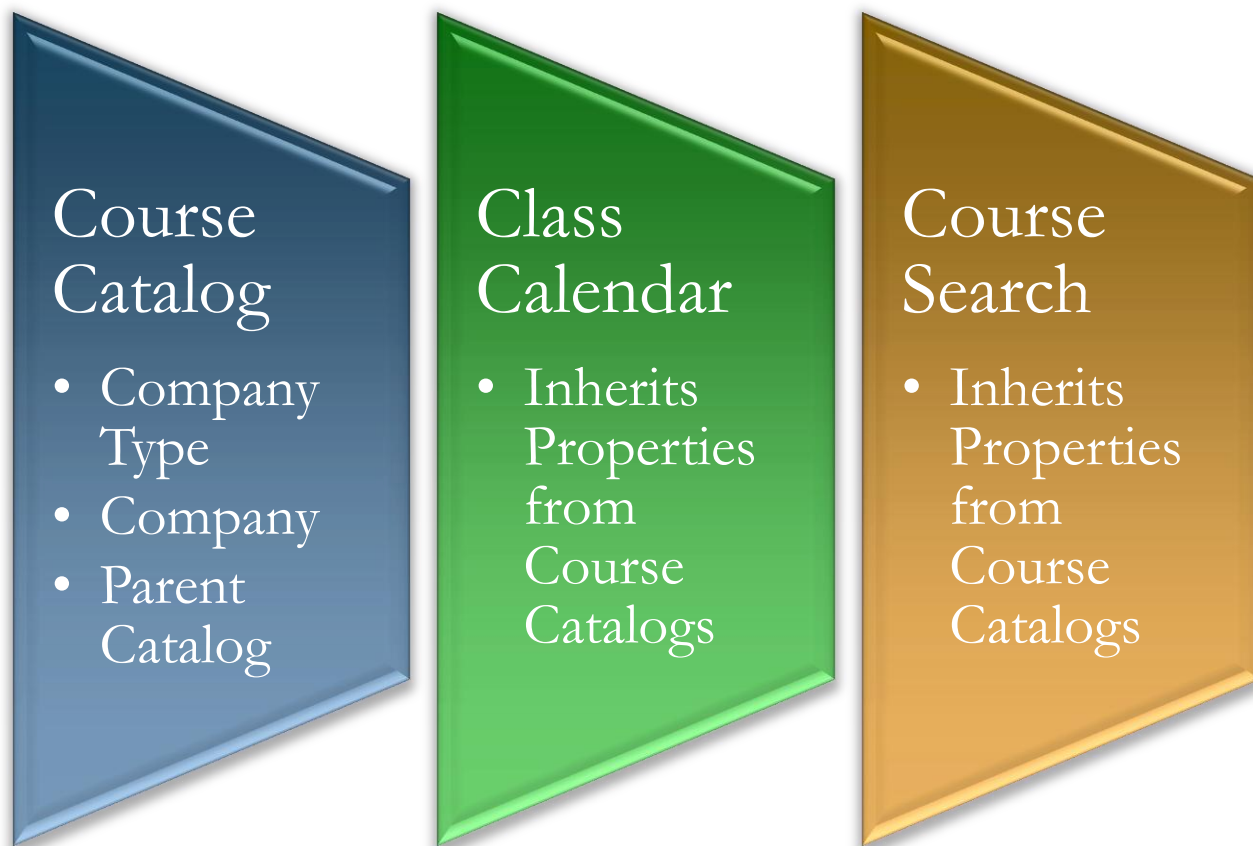 Course
Catalog
• Company
Type
• Company
• Parent
Catalog
Class
Calendar
• Inherits
Properties
from
Course
Catalogs
Course
Search
• Inherits
Properties
from
Course
Catalogs